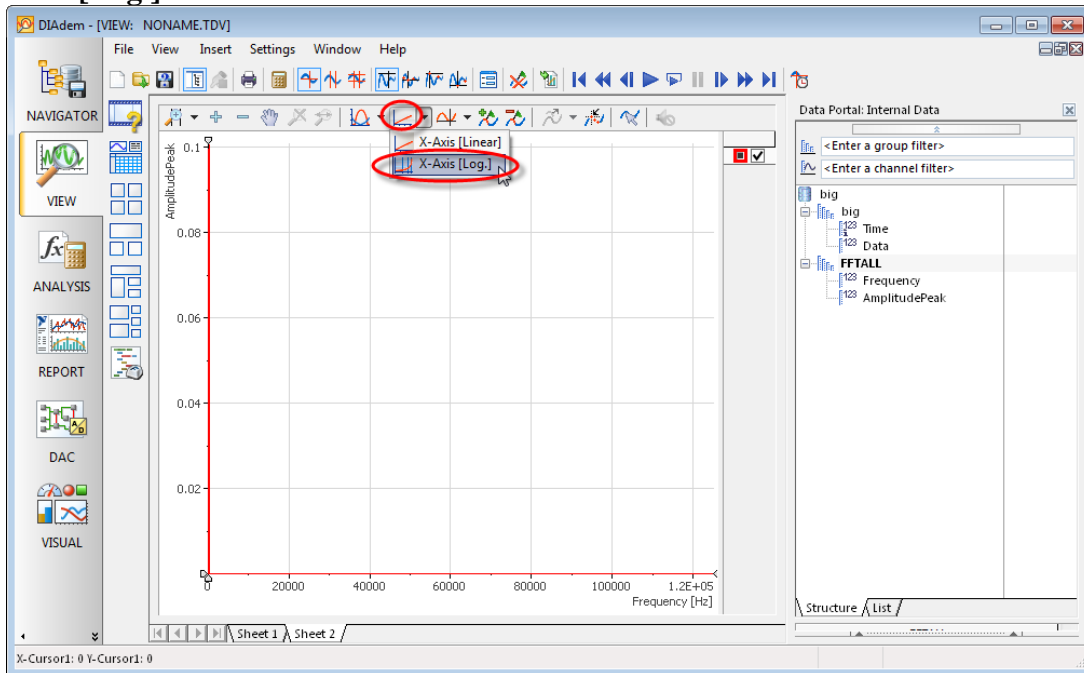 DIAdem - [VIEW: NONAME.TDV]
File View Insert Settings Window Help
NAVIGATOR
VIEW
ANALYSIS
REPORT
DAC
VISUAL
X-Axis [Linear]
X-Axis [Log.]
AmplitudePeak
0.1
0.08
0.06
0.04
0.02
0
0 20000 40000 60000 80000 100000 1.2E+05
Frequency [Hz]
Sheet 1 Sheet 2
Data Portal: Internal Data
<Enter a group filter>
<Enter a channel filter>
big
big
Time
Data
FFTALL
Frequency
AmplitudePeak
Structure List
X-Cursor1: 0 Y-Cursor1: 0